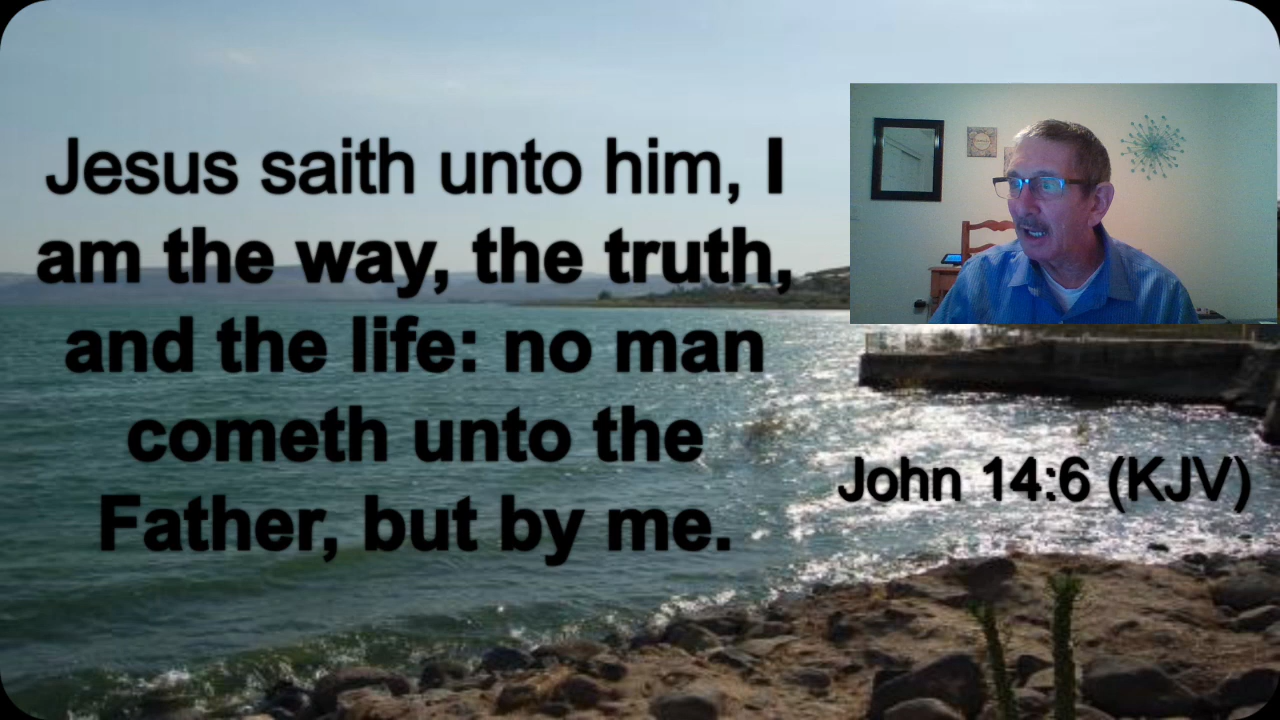 Jesus saith unto him, I
am the way, the truth,
and the life: no man
cometh unto the
Father, but by me.
John 14:6 (KJV)